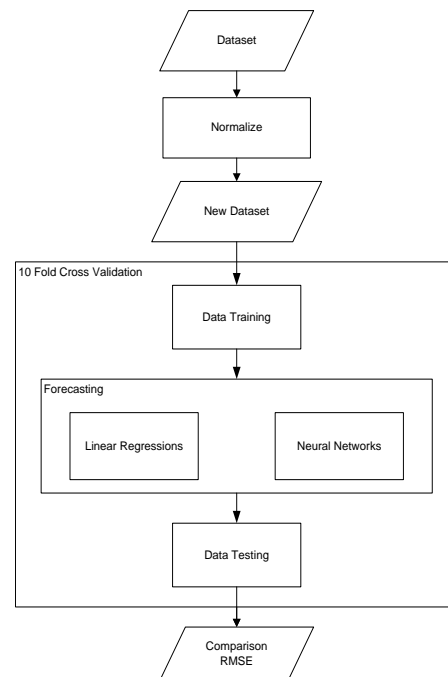 Dataset
Normalize
New Dataset
10 Fold Cross Validation
Data Training
Forecasting
Linear Regressions
Neural Networks
Data Testing
Comparison
RMSE